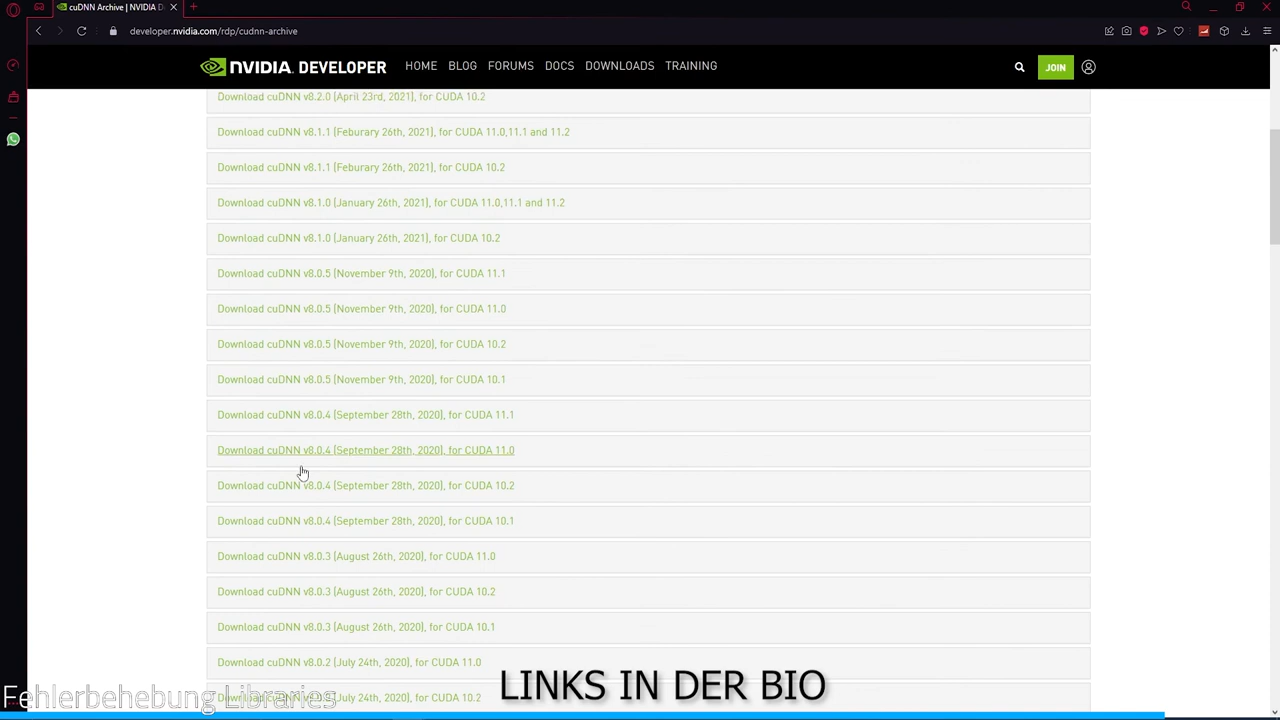 cuDNN Archive | NVIDIA D
developer.nvidia.com/rdp/cudnn-archive
NVIDIA. DEVELOPER HOME BLOG FORUMS DOCS DOWNLOADS TRAINING JOIN
Download cuDNN v8.2.0 (April 23rd, 2021), for CUDA 10.2
Download cuDNN v8.1.1 (Feburary 26th, 2021), for CUDA 11.0,11.1 and 11.2
Download cuDNN v8.1.1 (Feburary 26th, 2021), for CUDA 10.2
Download cuDNN v8.1.0 (January 26th, 2021), for CUDA 11.0,11.1 and 11.2
Download cuDNN v8.1.0 (January 26th, 2021), for CUDA 10.2
Download cuDNN v8.0.5 (November 9th, 2020), for CUDA 11.1
Download cuDNN v8.0.5 (November 9th, 2020), for CUDA 11.0
Download cuDNN v8.0.5 (November 9th, 2020), for CUDA 10.2
Download cuDNN v8.0.5 (November 9th, 2020), for CUDA 10.1
Download cuDNN v8.0.4 (September 28th, 2020), for CUDA 11.1
Download cuDNN v8.0.4 (September 28th, 2020), for CUDA 11.0
Download cuDNN v8.0.4 (September 28th, 2020), for CUDA 10.2
Download cuDNN v8.0.4 (September 28th, 2020), for CUDA 10.1
Download cuDNN v8.0.3 (August 26th, 2020), for CUDA 11.0
Download cuDNN v8.0.3 (August 26th, 2020), for CUDA 10.2
Download cuDNN v8.0.3 (August 26th, 2020), for CUDA 10.1
Download cuDNN v8.0.2 (July 24th, 2020), for CUDA 11.0
July 24th, 2020), for CUDA 10.2
LINKS IN DER BIO
Fehlerbehebung Libraries